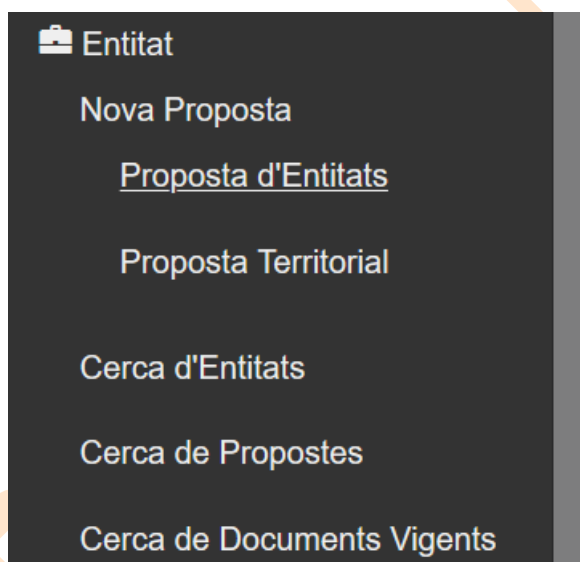 Entitat
Nova Proposta
Proposta d'Entitats
Proposta Territorial
Cerca d'Entitats
Cerca de Propostes
Cerca de Documents Vigents